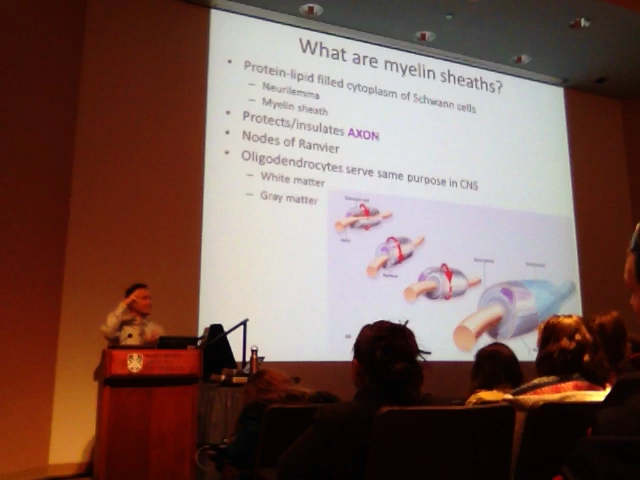 What are myelin sheaths?
• Protein-lipid filled cytoplasm of Schwann cells
– Neurilemma
– Myelin sheath
• Protects/insulates AXON
• Nodes of Ranvier
• Oligodendrocytes serve same purpose in CNS
– White matter
– Gray matter